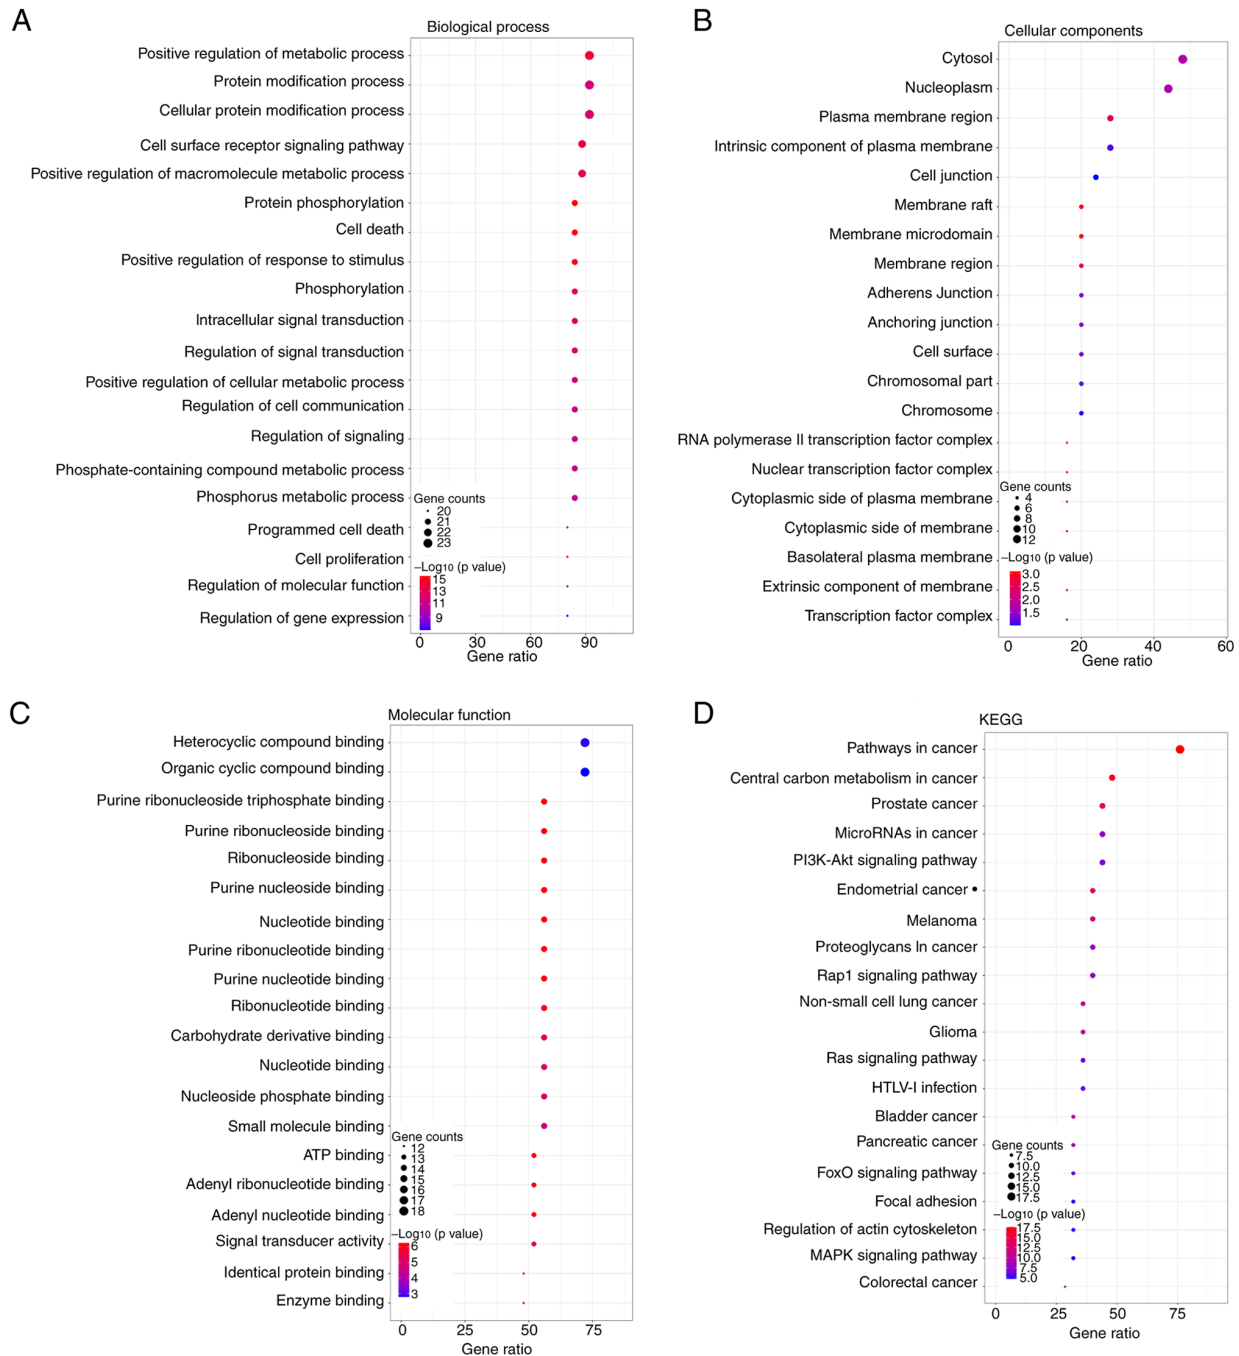 A
Biological process
Positive regulation of metabolic process
Protein modification process
Cellular protein modification process
Cell surface receptor signaling pathway
Positive regulation of macromolecule metabolic process
Protein phosphorylation
Cell death
Positive regulation of response to stimulus
Phosphorylation
Intracellular signal transduction
Regulation of signal transduction
Positive regulation of cellular metabolic process
Regulation of cell communication
Regulation of signaling
Phosphate-containing compound metabolic process
Phosphorus metabolic process
Programmed cell death
Cell proliferation
Regulation of molecular function
Regulation of gene expression
Gene counts
20
21
22
23
–Log10 (p value)
15
13
11
9
0 30 60 90
Gene ratio
B
Cellular components
Cytosol
Nucleoplasm
Plasma membrane region
Intrinsic component of plasma membrane
Cell junction
Membrane raft
Membrane microdomain
Membrane region
Adherens Junction
Anchoring junction
Cell surface
Chromosomal part
Chromosome
RNA polymerase II transcription factor complex
Nuclear transcription factor complex
Cytoplasmic side of plasma membrane
Cytoplasmic side of membrane
Basolateral plasma membrane
Extrinsic component of membrane
Transcription factor complex
Gene counts
4
6
8
10
12
–Log10 (p value)
3.0
2.5
2.0
1.5
0 20 40 60
Gene ratio
C
Molecular function
Heterocyclic compound binding
Organic cyclic compound binding
Purine ribonucleoside triphosphate binding
Purine ribonucleoside binding
Ribonucleoside binding
Purine nucleoside binding
Nucleotide binding
Purine ribonucleotide binding
Purine nucleotide binding
Ribonucleotide binding
Carbohydrate derivative binding
Nucleotide binding
Nucleoside phosphate binding
Small molecule binding
ATP binding
Adenyl ribonucleotide binding
Adenyl nucleotide binding
Signal transducer activity
Identical protein binding
Enzyme binding
Gene counts
12
13
14
15
16
17
18
–Log10 (p value)
6
5
4
3
0 25 50 75
Gene ratio
D
KEGG
Pathways in cancer
Central carbon metabolism in cancer
Prostate cancer
MicroRNAs in cancer
PI3K-Akt signaling pathway
Endometrial cancer
Melanoma
Proteoglycans In cancer
Rap1 signaling pathway
Non-small cell lung cancer
Glioma
Ras signaling pathway
HTLV-I infection
Bladder cancer
Pancreatic cancer
FoxO signaling pathway
Focal adhesion
Regulation of actin cytoskeleton
MAPK signaling pathway
Colorectal cancer
Gene counts
7.5
10.0
12.5
15.0
17.5
–Log10 (p value)
17.5
15.0
12.5
10.0
7.5
5.0
0 25 50 75
Gene ratio